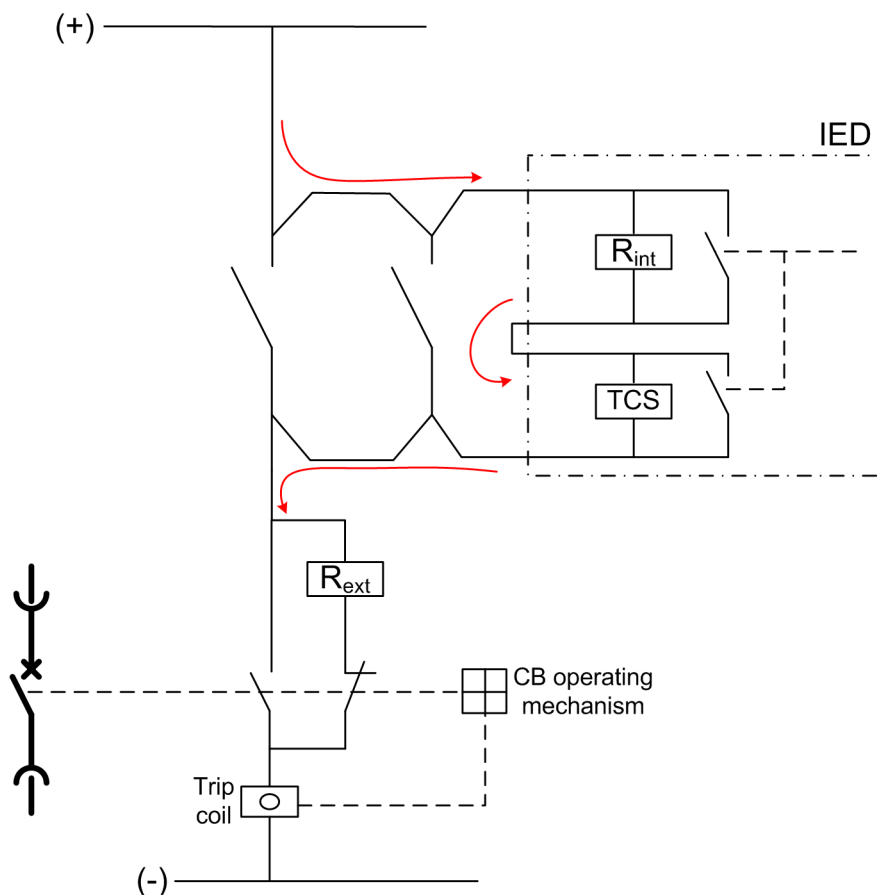 (+)
IED
Rint
TCS
Rext
CB operating
mechanism
Trip
coil
(-)